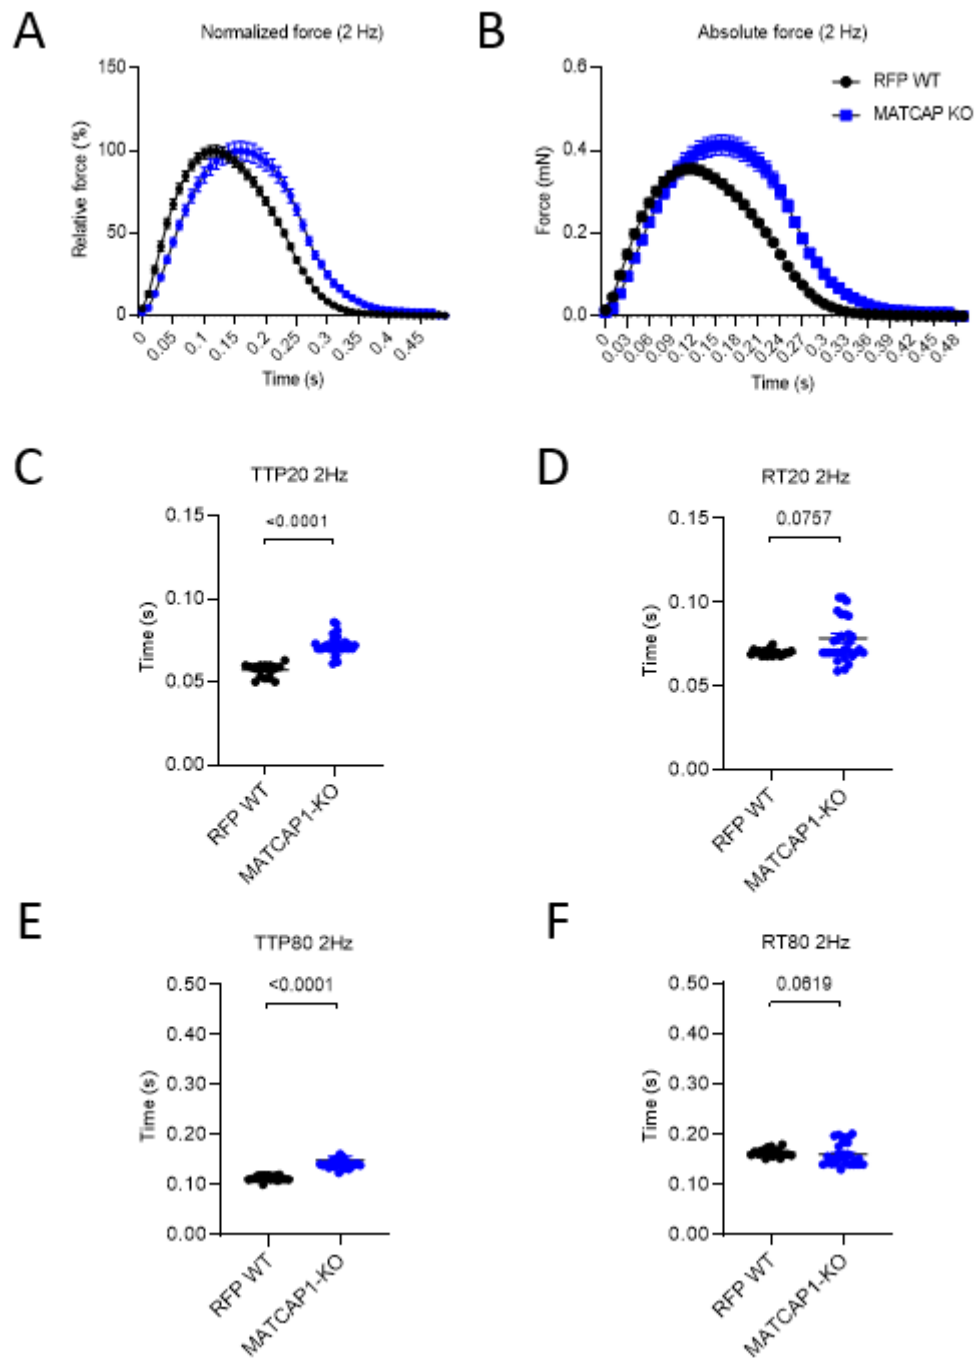 A
Normalized force (2 Hz)
150
100
50
0
Relative force (%)
0
0.05
0.1
0.15
0.2
0.25
0.3
0.35
0.4
0.45
Time (s)
B
Absolute force (2 Hz)
0.6
0.4
0.2
0.0
Force (mN)
0
0.03
0.06
0.09
0.12
0.15
0.18
0.21
0.24
0.27
0.3
0.33
0.36
0.39
0.42
0.45
0.48
Time (s)
RFP WT
MATCAP KO
C
TTP20 2Hz
<0.0001
0.15
0.10
0.05
0.00
Time (s)
RFP WT
MATCAP1-KO
D
RT20 2Hz
0.0757
0.15
0.10
0.05
0.00
Time (s)
RFP WT
MATCAP1-KO
E
TTP80 2Hz
<0.0001
0.50
0.40
0.30
0.20
0.10
0.00
Time (s)
RFP WT
MATCAP1-KO
F
RT80 2Hz
0.0619
0.50
0.40
0.30
0.20
0.10
0.00
Time (s)
RFP WT
MATCAP1-KO